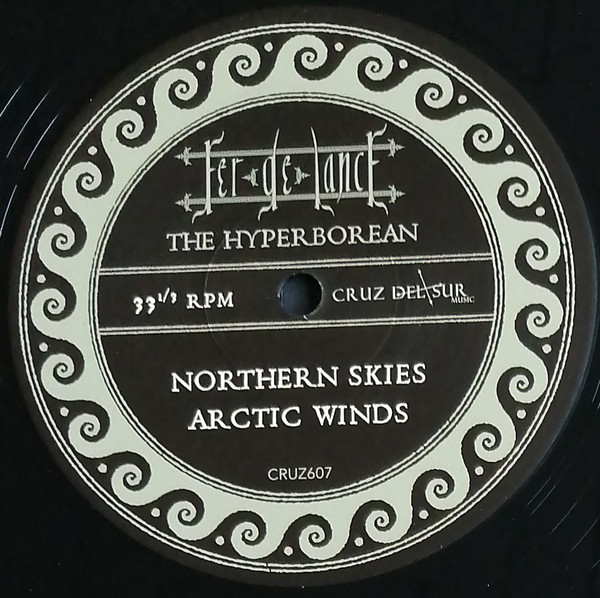 Fer de lance
THE HYPERBOREAN
33 1/3 RPM
CRUZ DEL SUR
MUSIC
NORTHERN SKIES
ARCTIC WINDS
CRUZ607